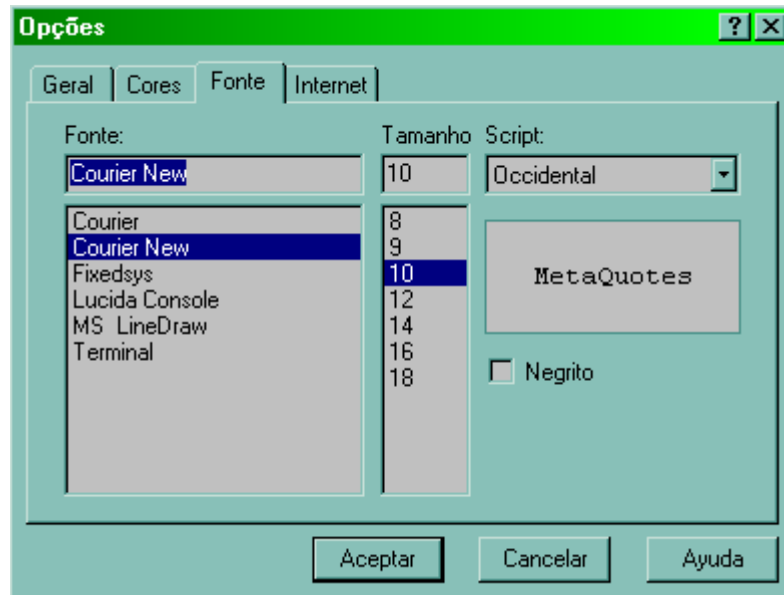 Opções
Geral Cores Fonte Internet
Fonte: Tamanho Script:
Courier New 10 Occidental
Courier 8
Courier New 9
Fixedsys 10
Lucida Console 12
MS LineDraw 14
Terminal 16
18
MetaQuotes
Negrito
Aceptar Cancelar Ayuda